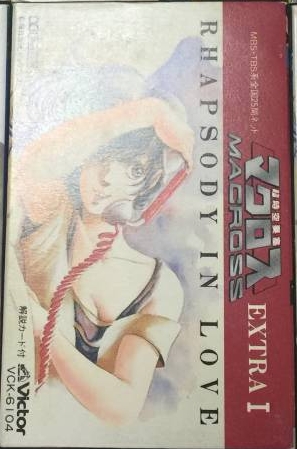 MBS・TBS系全国25局ネット
超時空要塞
マクロス
MACROSS
EXTRA I
RHAPSODY IN LOVE
解説カード付
Victor
VCK-6104